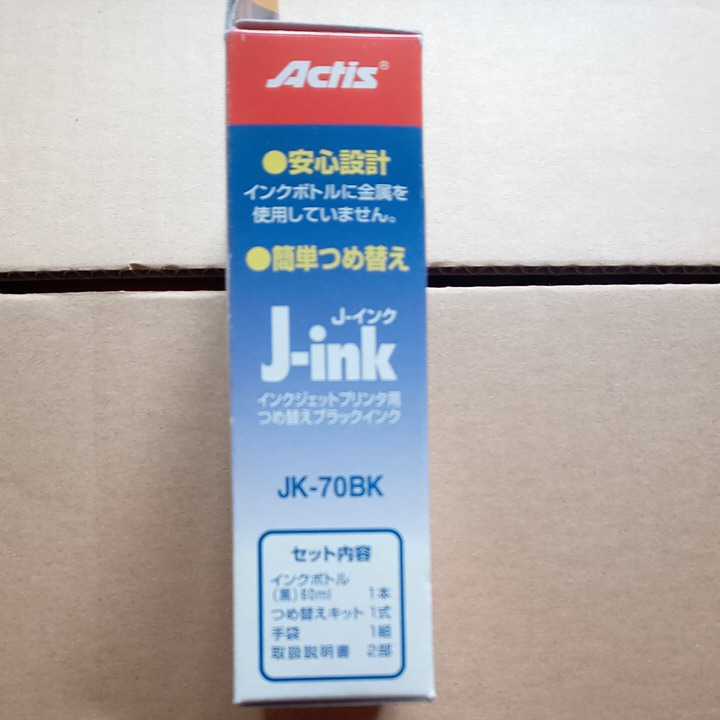 Actis®
●安心設計
インクボトルに金属を
使用していません。
●簡単つめ替え
J-インク
J-ink
インクジェットプリンタ用
つめ替えブラックインク
JK-70BK
セット内容
インクボトル
(黒)60ml 1本
つめ替えキット 1式
手袋 1組
取扱説明書 2部